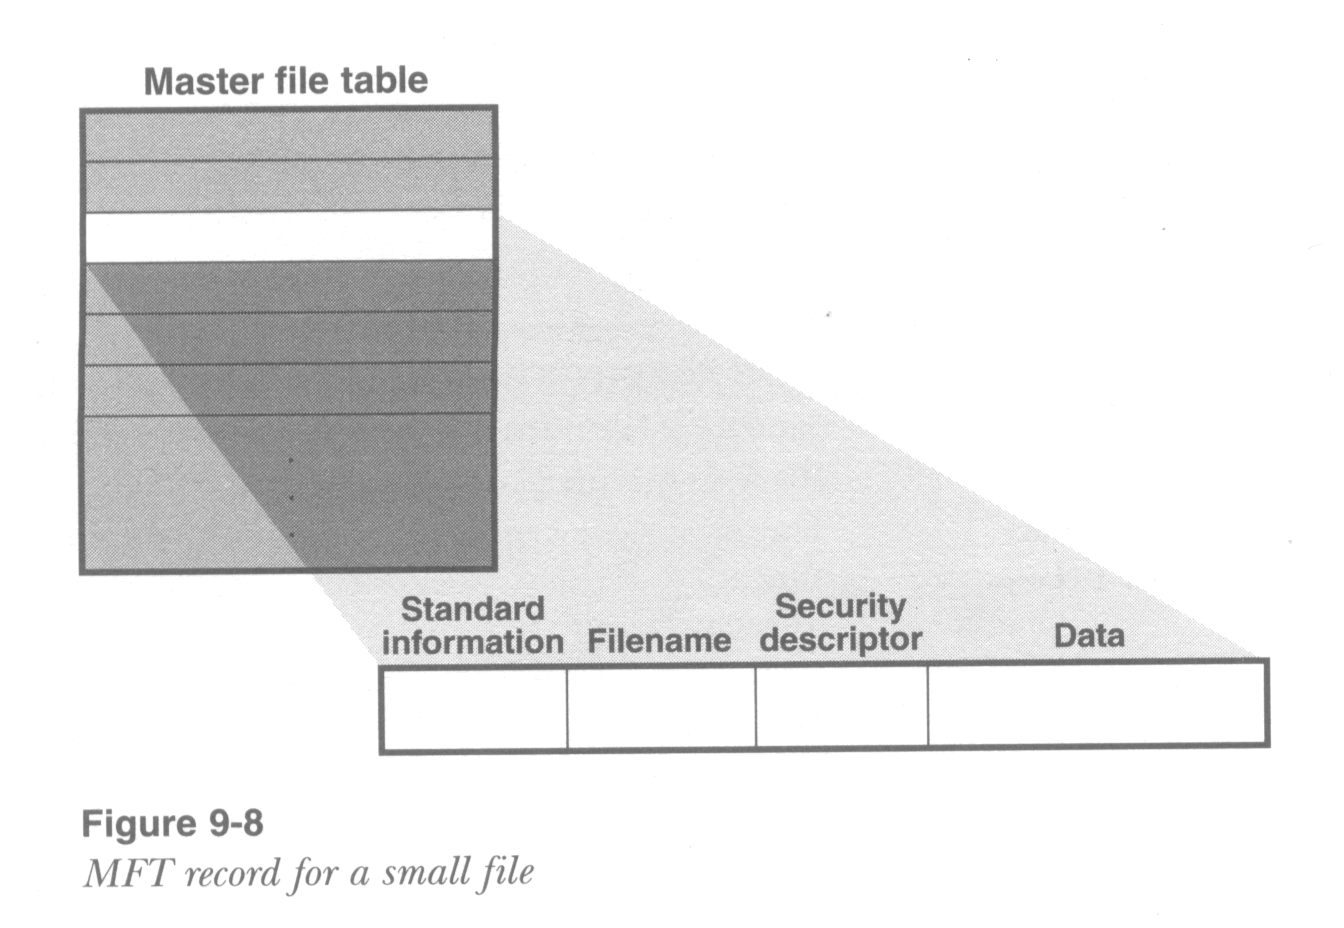 Master file table
Standard
information
Filename
Security
descriptor
Data
Figure 9-8
MFT record for a small file